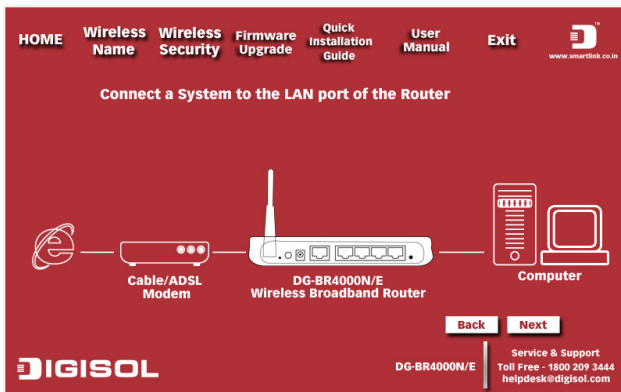 HOME
Wireless Name
Wireless Security
Firmware Upgrade
Quick Installation Guide
User Manual
Exit
www.smartlink.co.in
Connect a System to the LAN port of the Router
Cable/ADSL
Modem
DG-BR4000N/E
Wireless Broadband Router
Computer
Back
Next
DIGISOL
DG-BR4000N/E
Service & Support
Toll Free - 1800 209 3444
helpdesk@digisol.com